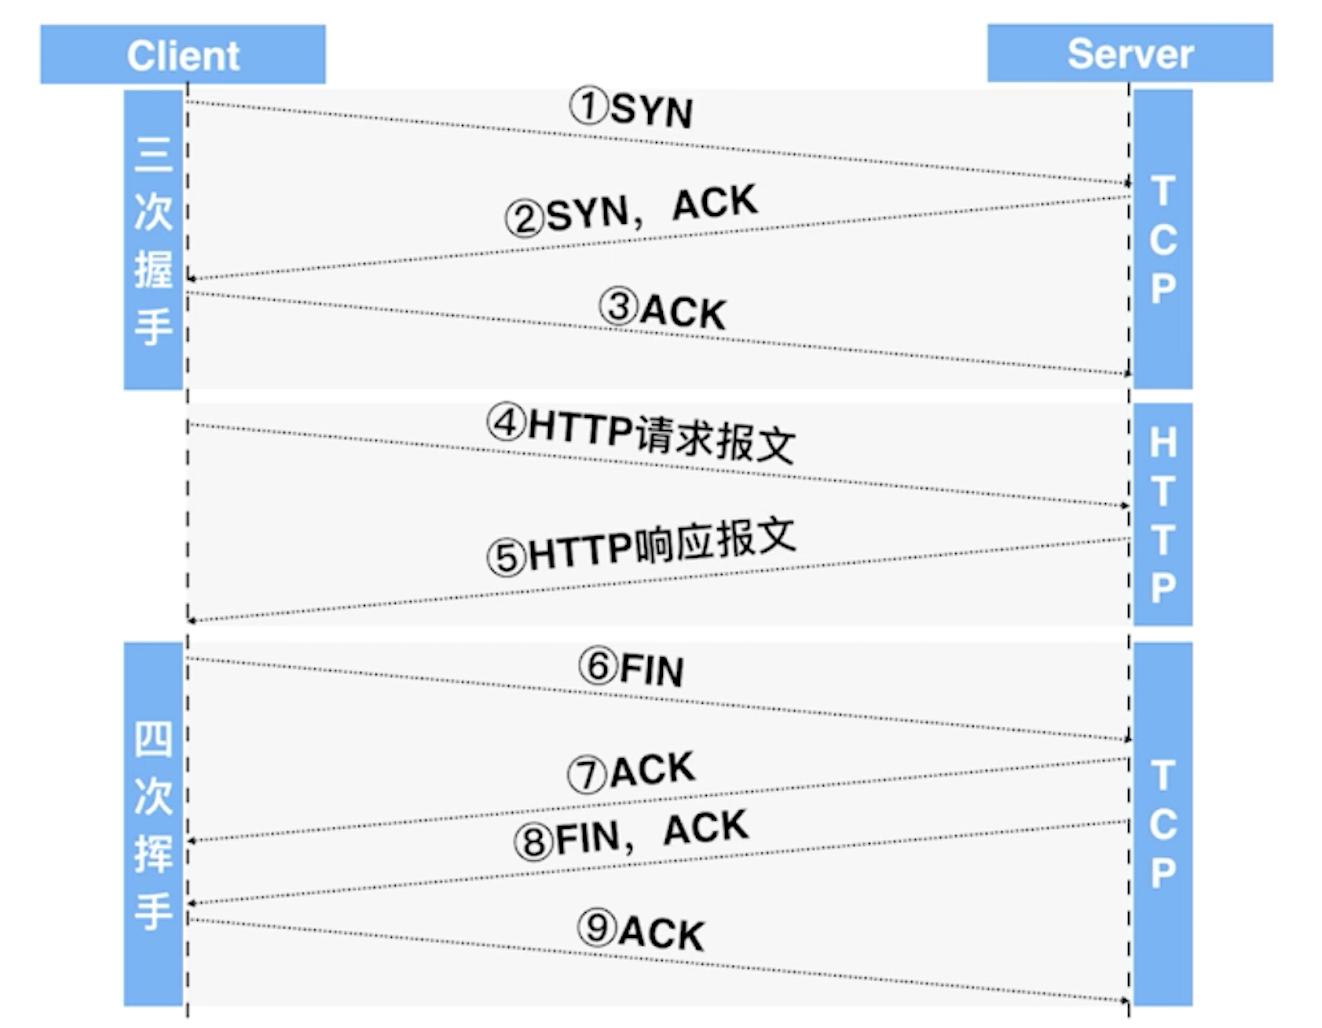 Client
Server
三次握手
①SYN
②SYN，ACK
③ACK
TCP
④HTTP请求报文
⑤HTTP响应报文
HTTP
四次挥手
⑥FIN
⑦ACK
⑧FIN，ACK
⑨ACK
TCP